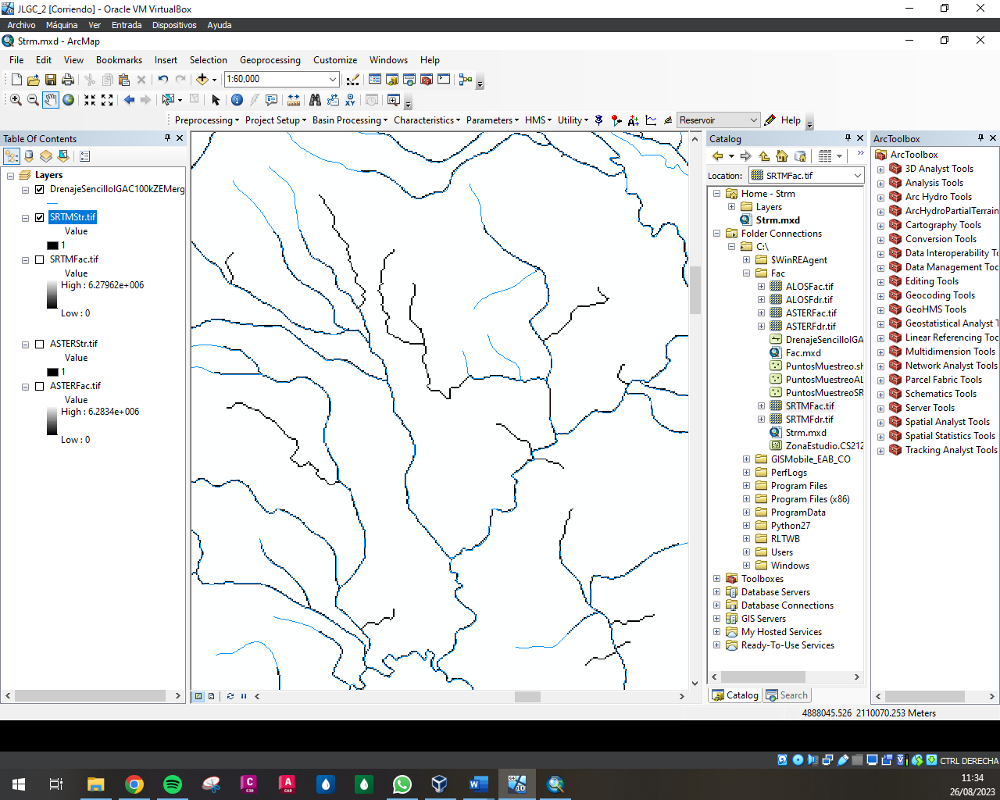 JLGC_2 [Corriendo] - Oracle VM VirtualBox
Archivo Máquina Ver Entrada Dispositivos Ayuda
Strm.mxd - ArcMap
File Edit View Bookmarks Insert Selection Geoprocessing Customize Windows Help
1:60,000
Preprocessing Project Setup Basin Processing Characteristics Parameters HMS Utility Reservoir Help
Table Of Contents
Layers
DrenajeSencilloIGAC100kZEMerg
SRTMStr.tif
Value
1
SRTMFac.tif
Value
High : 6.27962e+006
Low : 0
ASTERStr.tif
Value
1
ASTERFac.tif
Value
High : 6.2834e+006
Low : 0
Catalog
Location: SRTMFac.tif
Home - Strm
Layers
Strm.mxd
Folder Connections
C:\
$WinREAgent
Fac
ALOSFac.tif
ALOSFdr.tif
ASTERFac.tif
ASTERFdr.tif
DrenajeSencilloIGA
Fac.mxd
PuntosMuestreo.sh
PuntosMuestreoAL
PuntosMuestreoSR
SRTMFac.tif
SRTMFdr.tif
Strm.mxd
ZonaEstudio.CS212
GISMobile_EAB_CO
PerfLogs
Program Files
Program Files (x86)
ProgramData
Python27
RLTWB
Users
Windows
Toolboxes
Database Servers
Database Connections
GIS Servers
My Hosted Services
Ready-To-Use Services
Catalog Search
ArcToolbox
ArcToolbox
3D Analyst Tools
Analysis Tools
Arc Hydro Tools
ArcHydroPartialTerrain
Cartography Tools
Conversion Tools
Data Interoperability To
Data Management Too
Editing Tools
Geocoding Tools
GeoHMS Tools
Geostatistical Analyst T
Linear Referencing Too
Multidimension Tools
Network Analyst Tools
Parcel Fabric Tools
Schematics Tools
Server Tools
Spatial Analyst Tools
Spatial Statistics Tools
Tracking Analyst Tools
4888045.526 2110070.253 Meters
CTRL DERECHA
11:34
26/08/2023